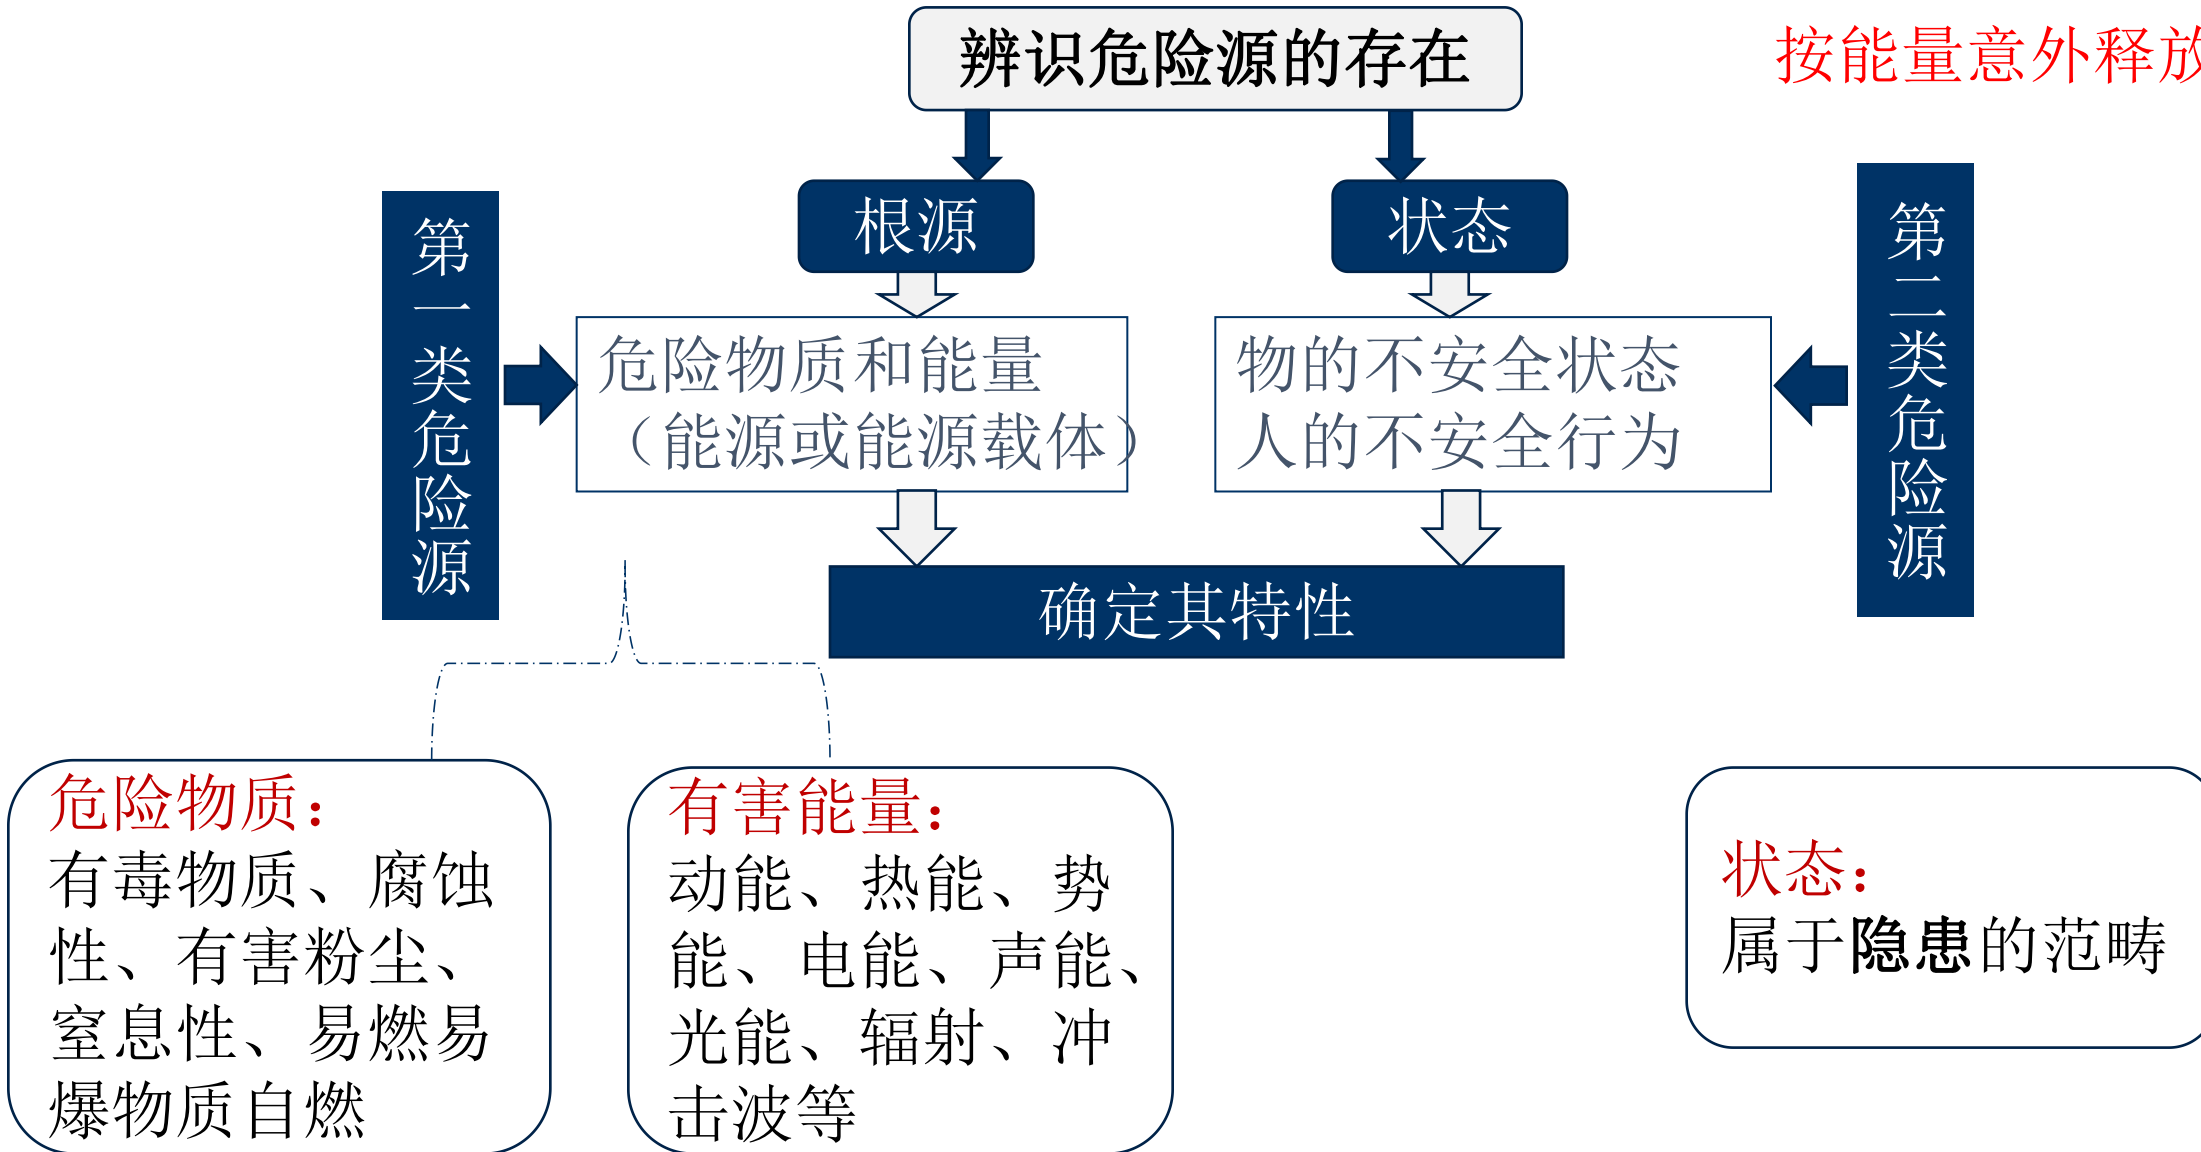 辨识危险源的存在
按能量意外释放
根源
状态
第一类危险源
第二类危险源
危险物质和能量
（能源或能源载体）
物的不安全状态
人的不安全行为
确定其特性
危险物质：
有毒物质、腐蚀
性、有害粉尘、
窒息性、易燃易
爆物质自燃
有害能量：
动能、热能、势
能、电能、声能、
光能、辐射、冲
击波等
状态：
属于隐患的范畴